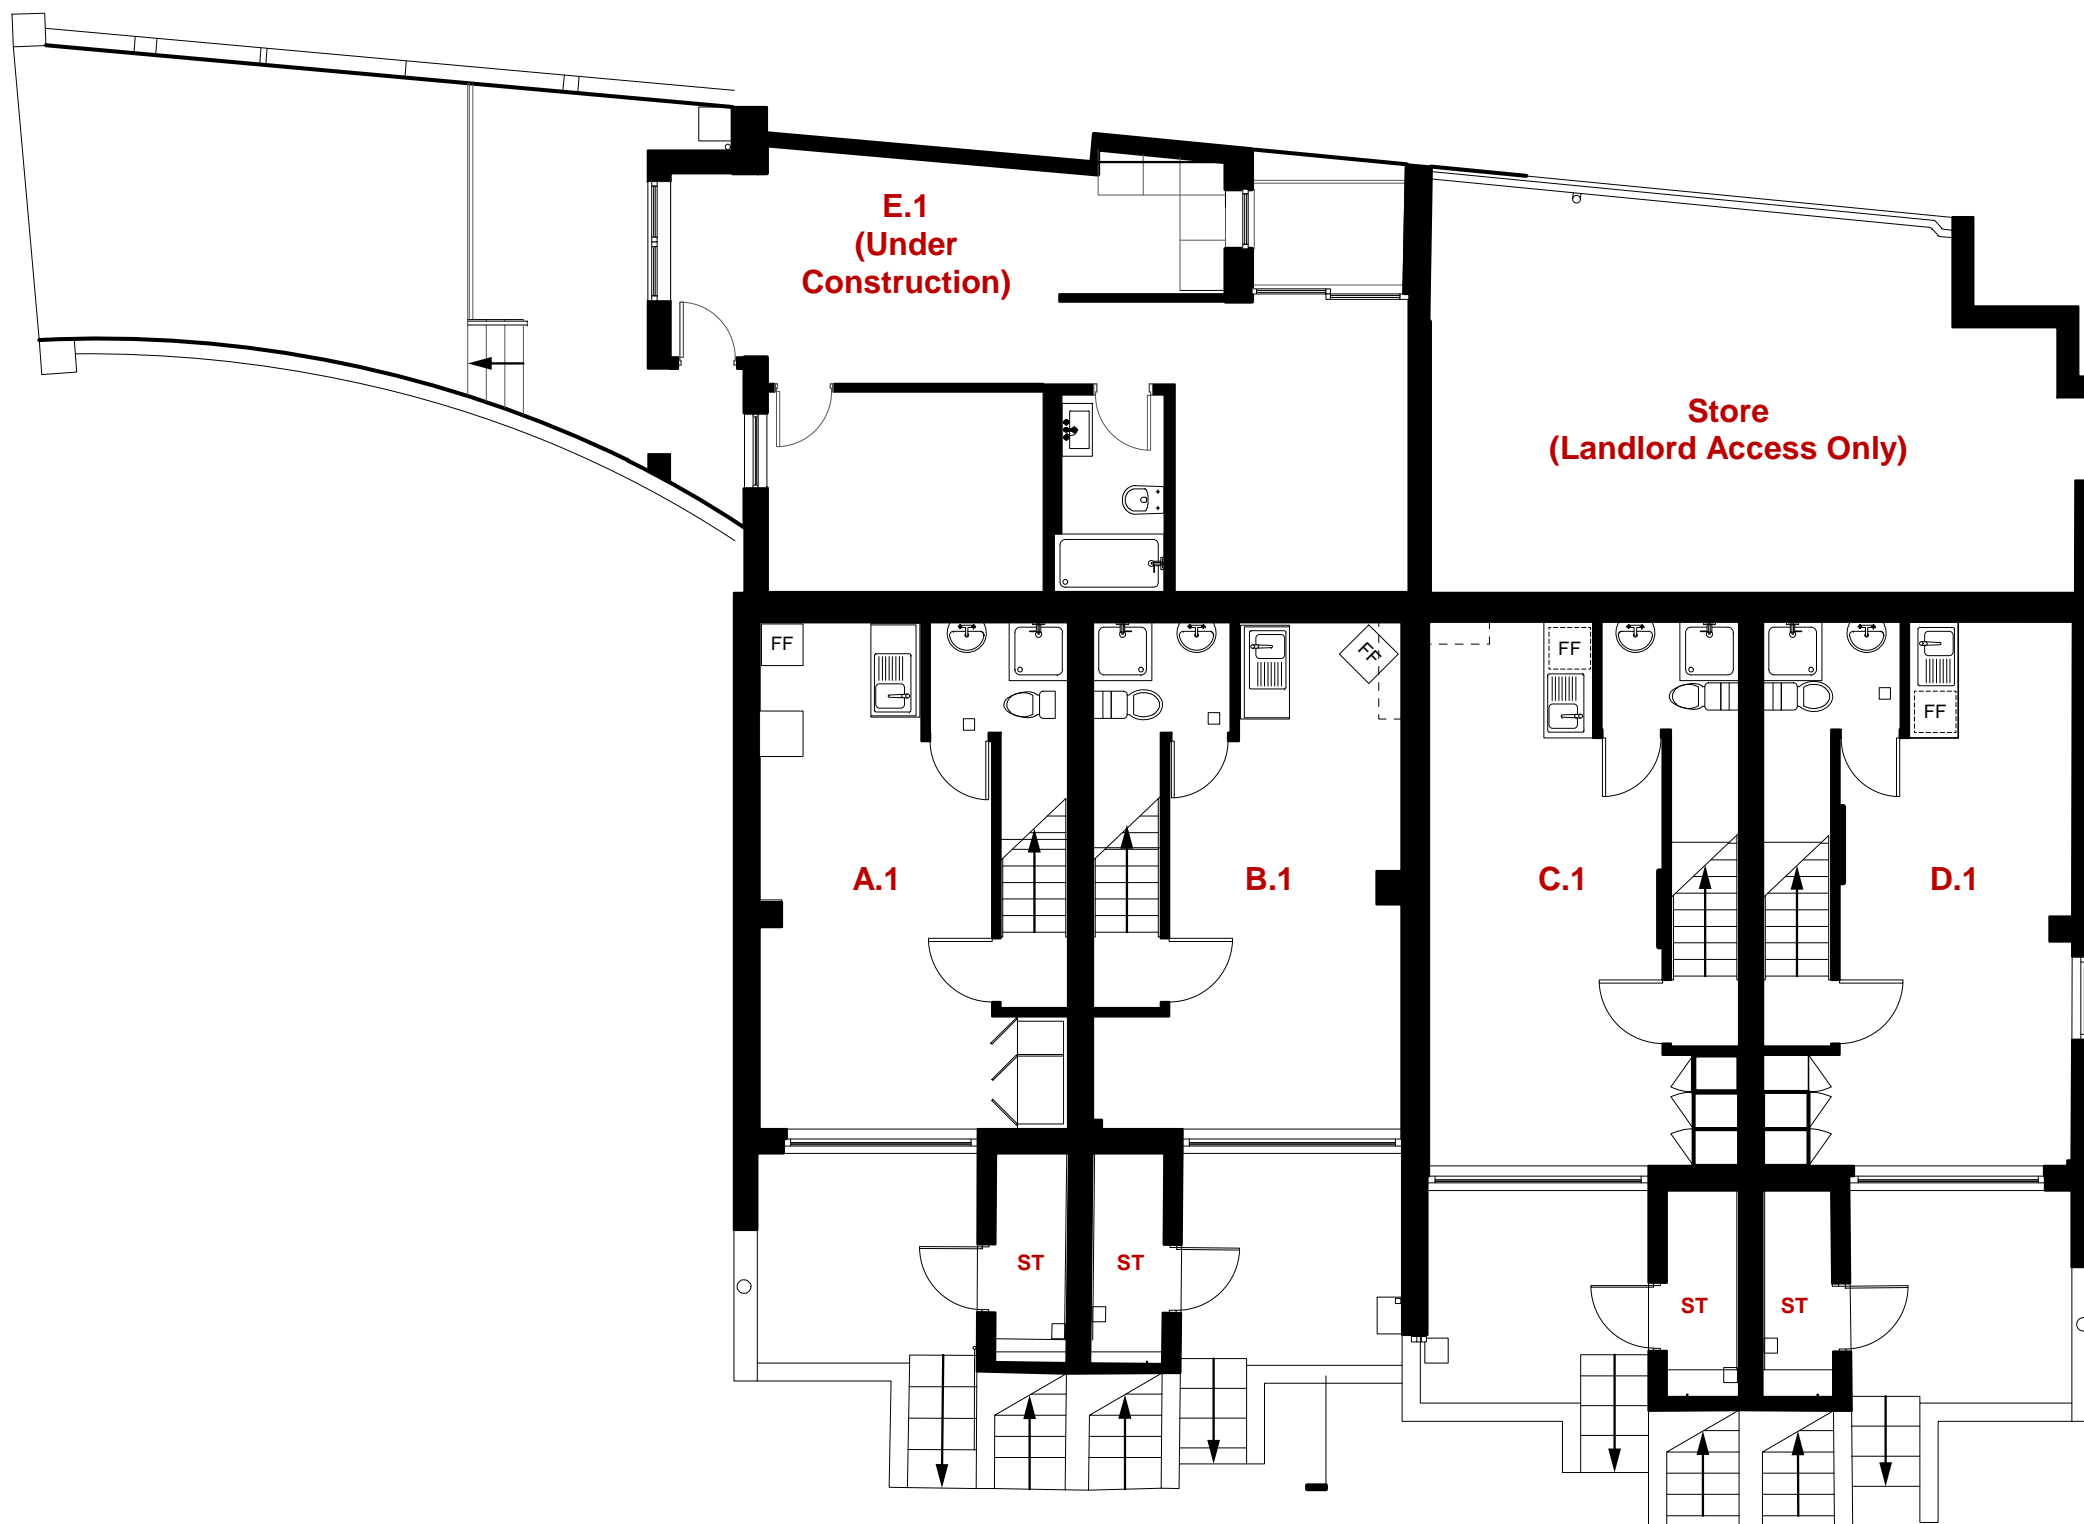 E.1
(Under
Construction)
Store
(Landlord Access Only)
FF
FF
FF
FF
A.1
B.1
C.1
D.1
ST
ST
ST
ST